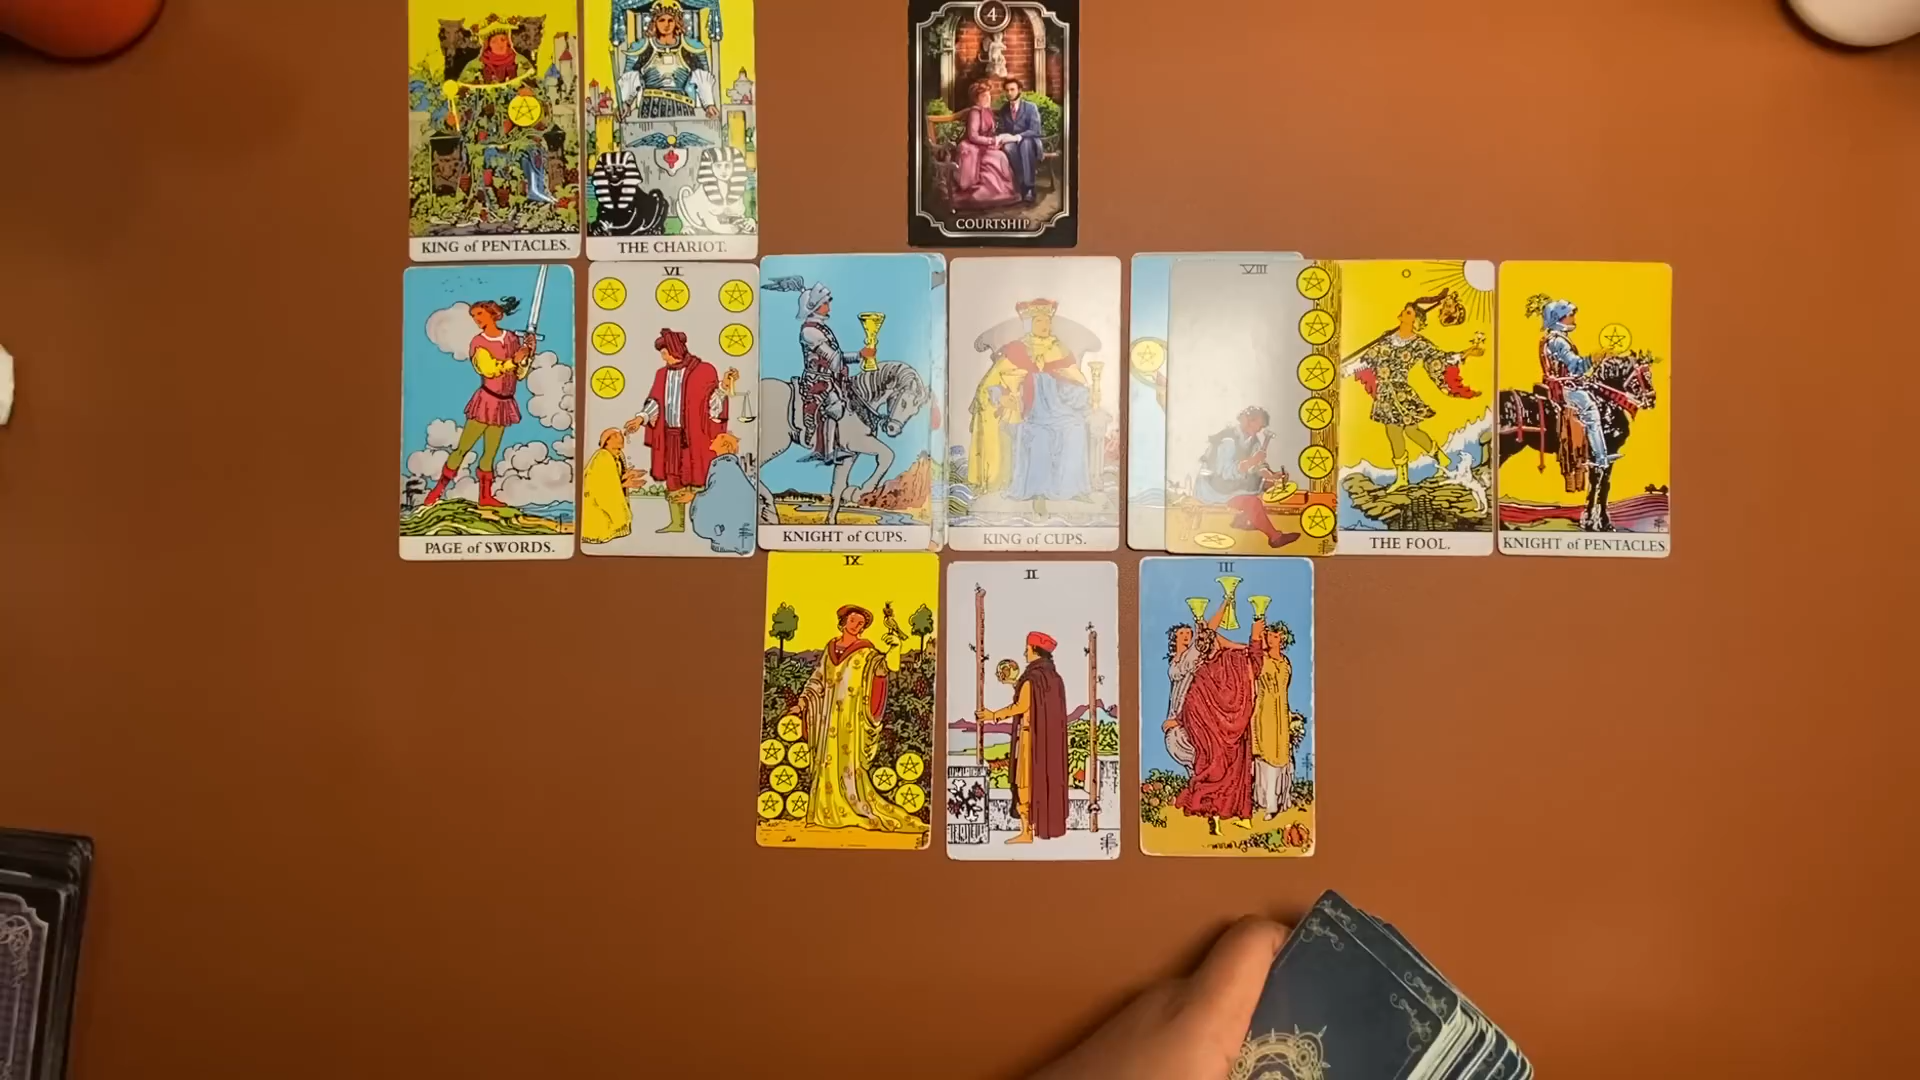 KING of PENTACLES.
THE CHARIOT.
4
COURTSHIP
PAGE of SWORDS.
VI
KNIGHT of CUPS.
KING of CUPS.
VIII
0
THE FOOL.
KNIGHT of PENTACLES
IX
II
III